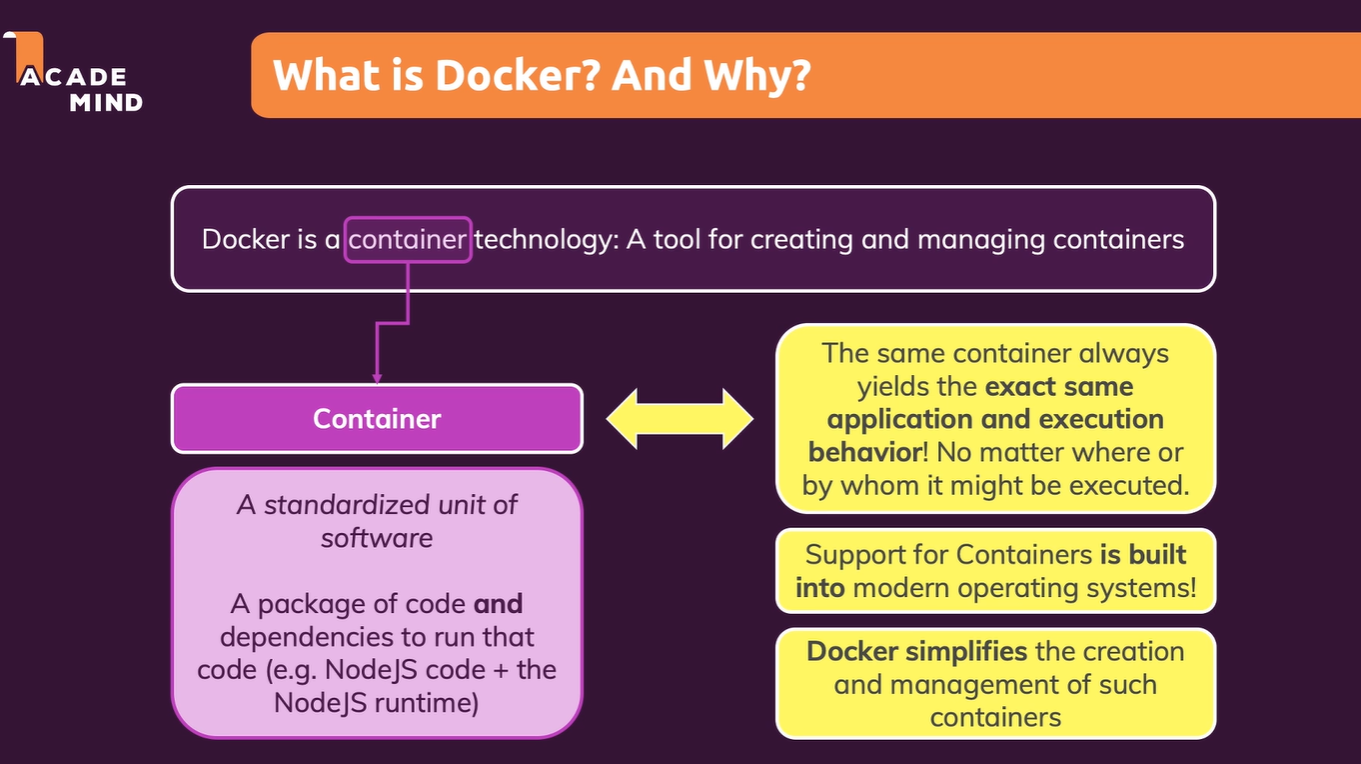 ACADE
MIND
What is Docker? And Why?
Docker is a container technology: A tool for creating and managing containers
Container
A standardized unit of
software
A package of code and
dependencies to run that
code (e.g. NodeJS code + the
NodeJS runtime)
The same container always
yields the exact same
application and execution
behavior! No matter where or
by whom it might be executed.
Support for Containers is built
into modern operating systems!
Docker simplifies the creation
and management of such
containers